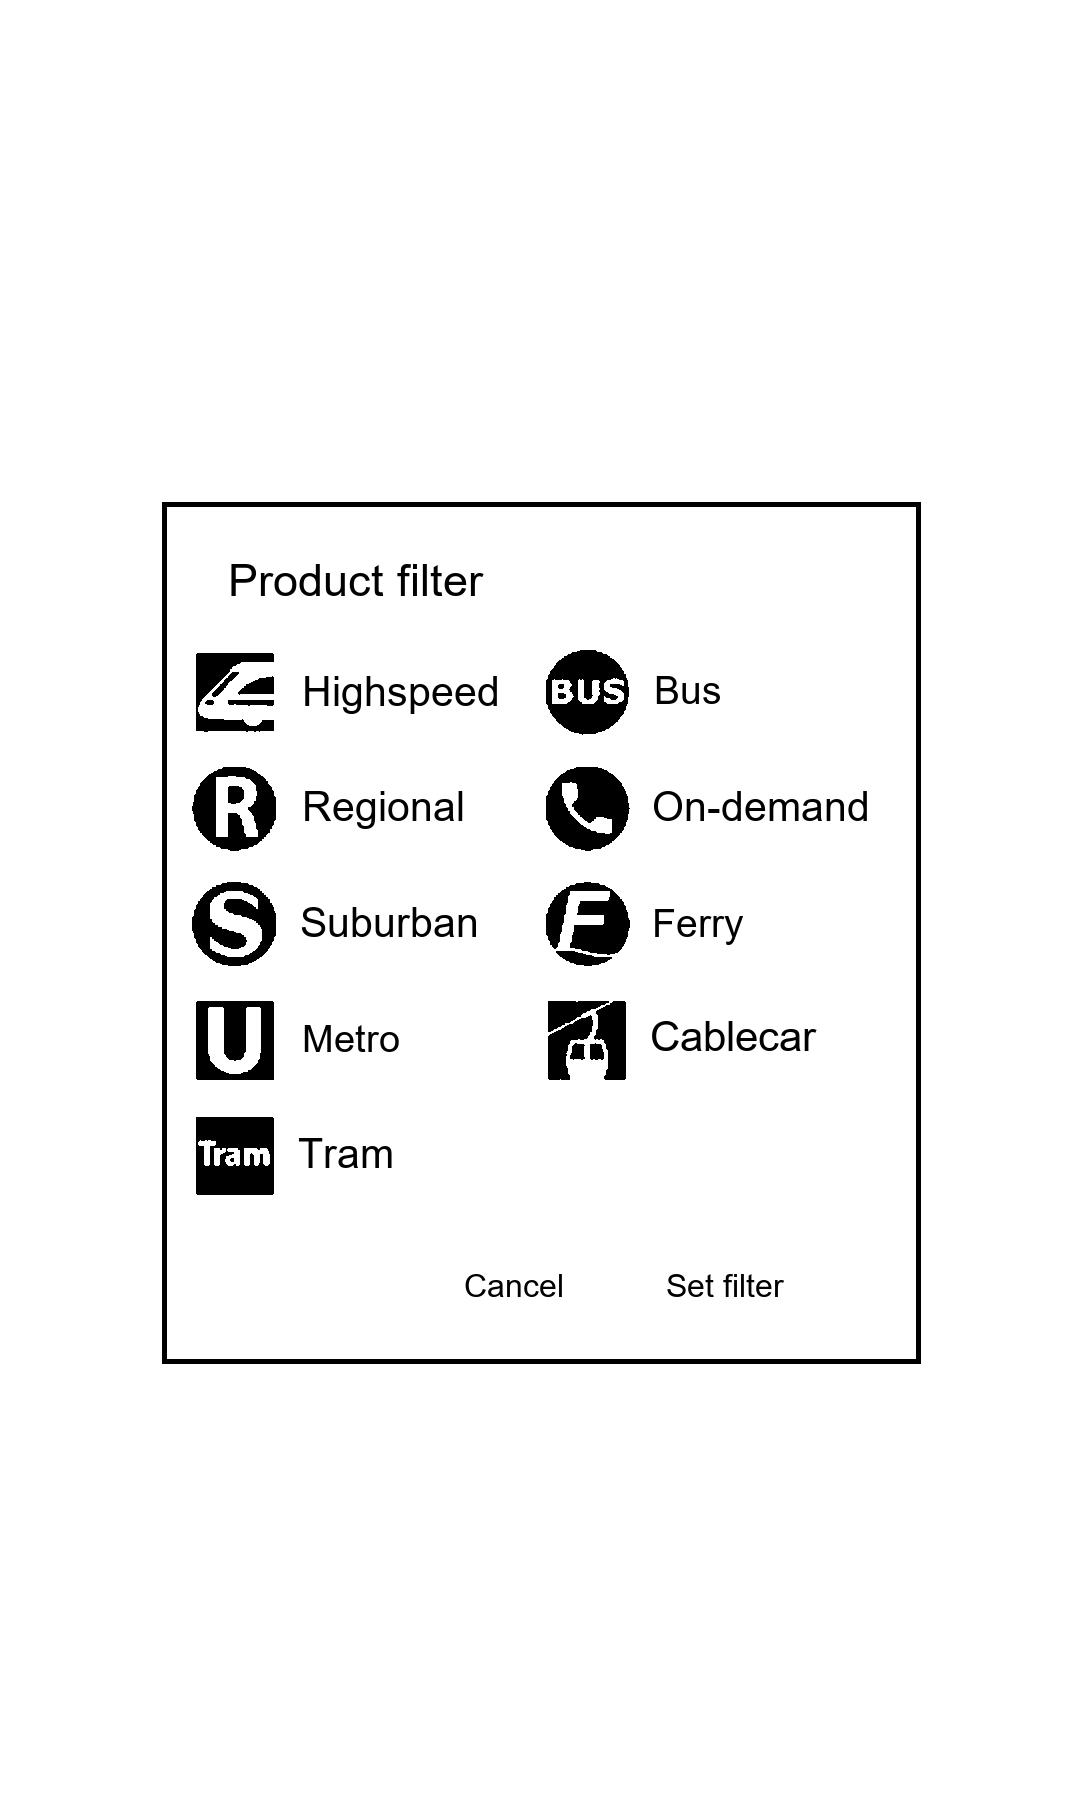 Product filter
Highspeed
BUS Bus
R Regional
On-demand
S Suburban
F Ferry
U Metro
Cablecar
Tram Tram
Cancel Set filter